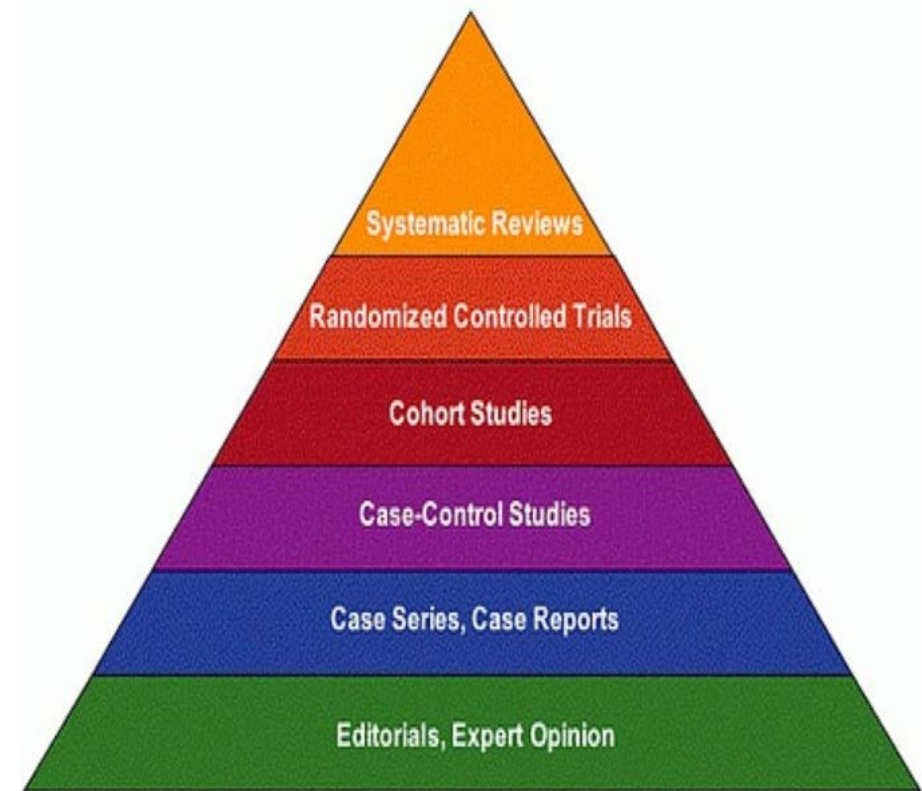 Systematic Reviews
Randomized Controlled Trials
Cohort Studies
Case-Control Studies
Case Series, Case Reports
Editorials, Expert Opinion